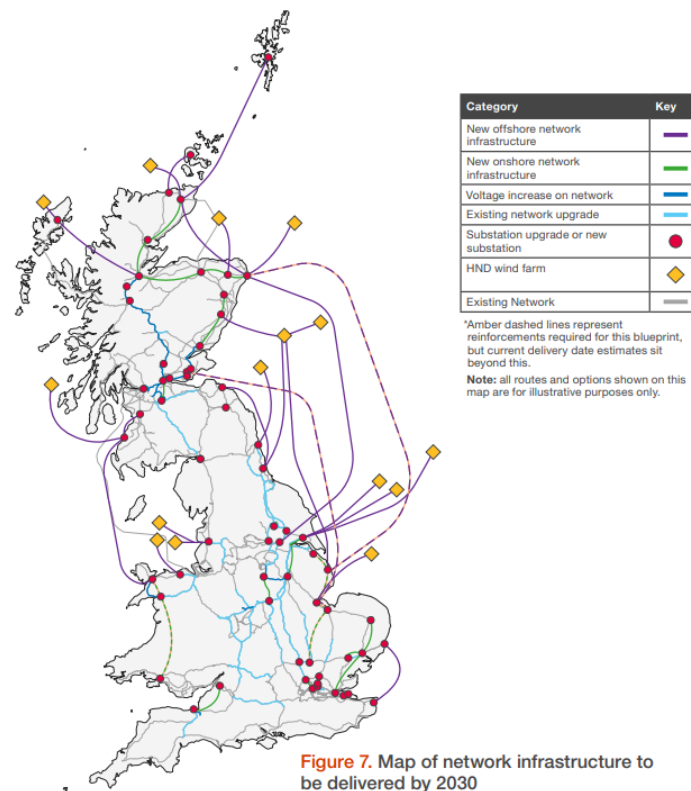 Category Key
New offshore network
infrastructure
New onshore network
infrastructure
Voltage increase on network
Existing network upgrade
Substation upgrade or new
substation
HND wind farm
Existing Network
*Amber dashed lines represent
reinforcements required for this blueprint,
but current delivery date estimates sit
beyond this.
Note: all routes and options shown on this
map are for illustrative purposes only.
Figure 7. Map of network infrastructure to
be delivered by 2030